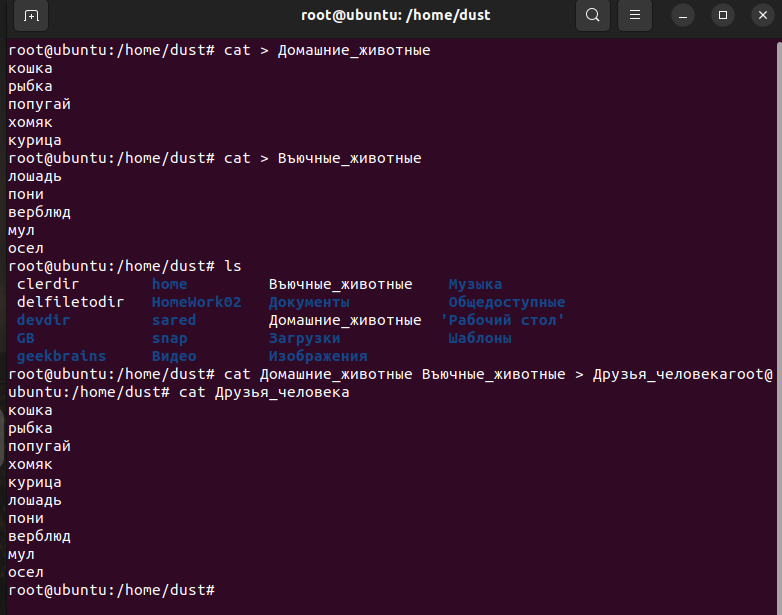 root@ubuntu: /home/dust
root@ubuntu:/home/dust# cat > Домашние_животные
кошка
рыбка
попугай
хомяк
курица
root@ubuntu:/home/dust# cat > Въючные_животные
лошадь
пони
верблюд
мул
осел
root@ubuntu:/home/dust# ls
clerdir home Въючные_животные Музыка
delfiletodir HomeWork02 Документы Общедоступные
devdir sared Домашние_животные 'Рабочий стол'
GB snap Загрузки Шаблоны
geekbrains Видео Изображения
root@ubuntu:/home/dust# cat Домашние_животные Въючные_животные > Друзья_человекаroot@
ubuntu:/home/dust# cat Друзья_человека
кошка
рыбка
попугай
хомяк
курица
лошадь
пони
верблюд
мул
осел
root@ubuntu:/home/dust#